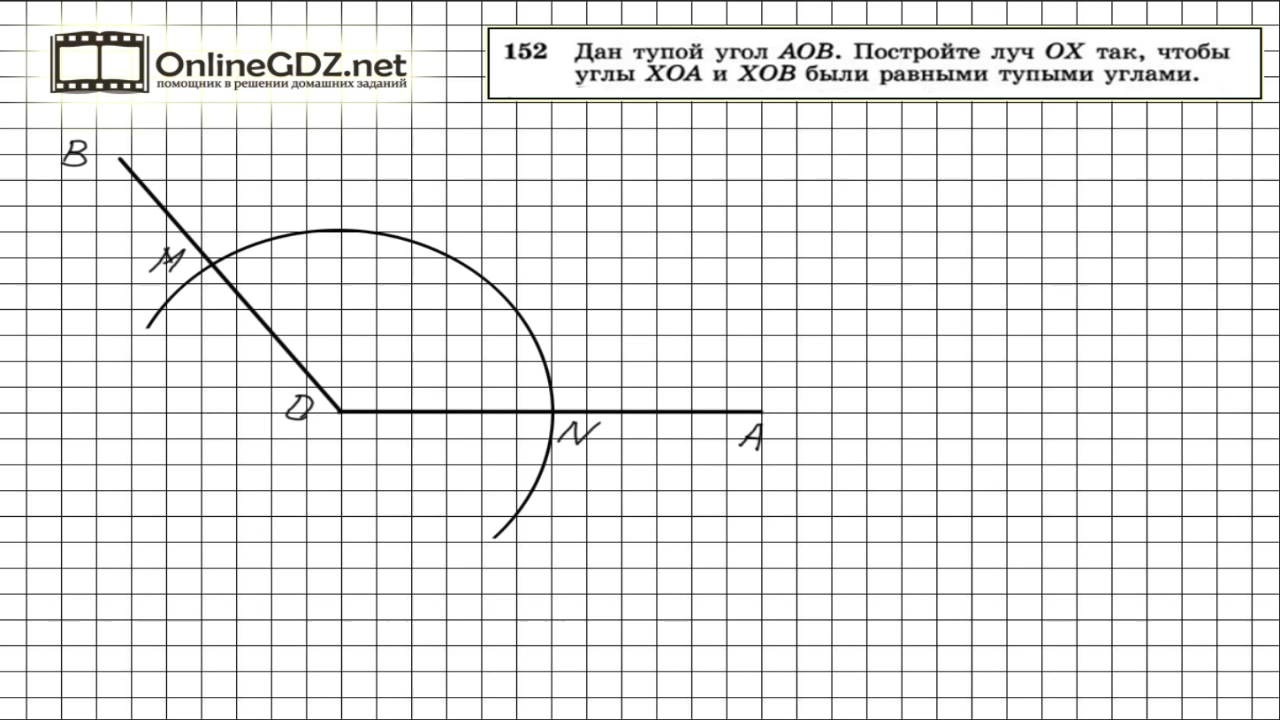 OnlineGDZ.net
помощник в решении домашних заданий
152 Дан тупой угол AOB. Постройте луч OX так, чтобы
углы XOA и XOB были равными тупыми углами.
B
M
D
N
A